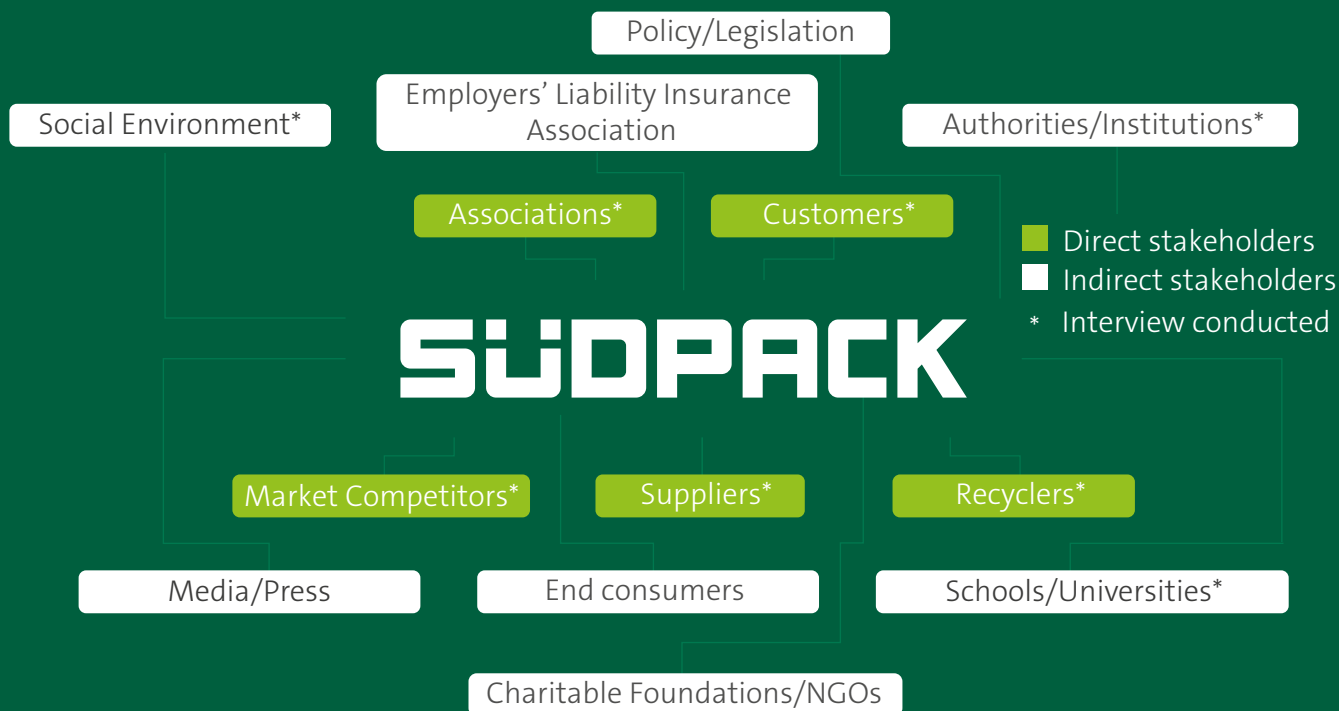 Policy/Legislation
Employers’ Liability Insurance
Association
Social Environment*
Authorities/Institutions*
Associations*
Customers*
Direct stakeholders
Indirect stakeholders
* Interview conducted
SÜDPACK
Market Competitors*
Suppliers*
Recyclers*
Media/Press
End consumers
Schools/Universities*
Charitable Foundations/NGOs